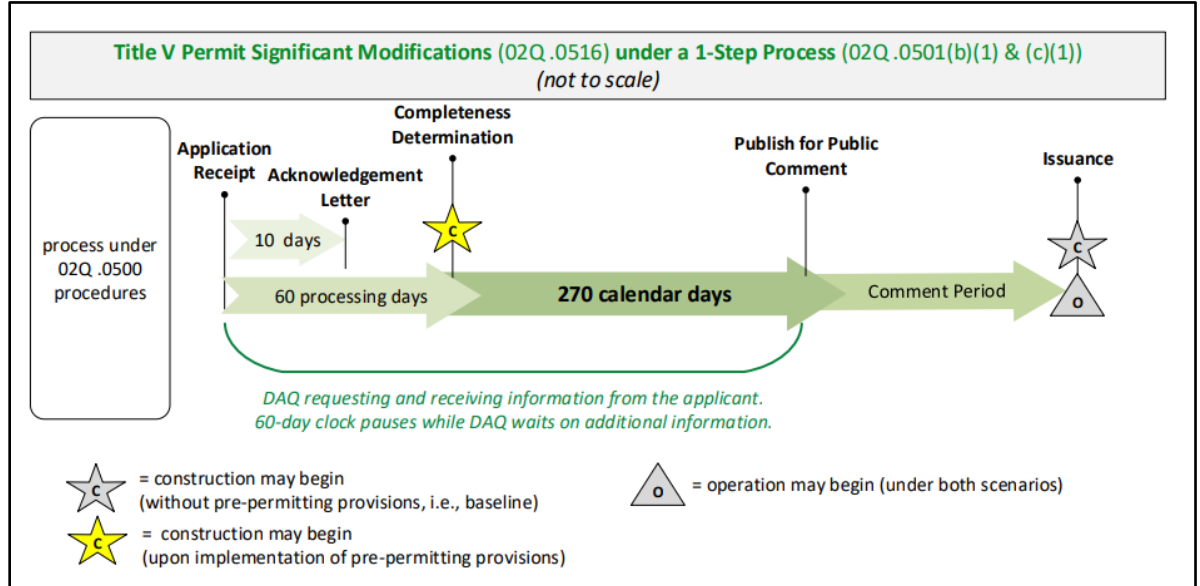 Title V Permit Significant Modifications (02Q .0516) under a 1-Step Process (02Q .0501(b)(1) & (c)(1))
(not to scale)
process under
02Q .0500
procedures
Application
Receipt
Acknowledgement
Letter
Completeness
Determination
Publish for Public
Comment
Issuance
10 days
C
C
60 processing days
270 calendar days
Comment Period
O
DAQ requesting and receiving information from the applicant.
60-day clock pauses while DAQ waits on additional information.
C
= construction may begin
(without pre-permitting provisions, i.e., baseline)
C
= construction may begin
(upon implementation of pre-permitting provisions)
O
= operation may begin (under both scenarios)